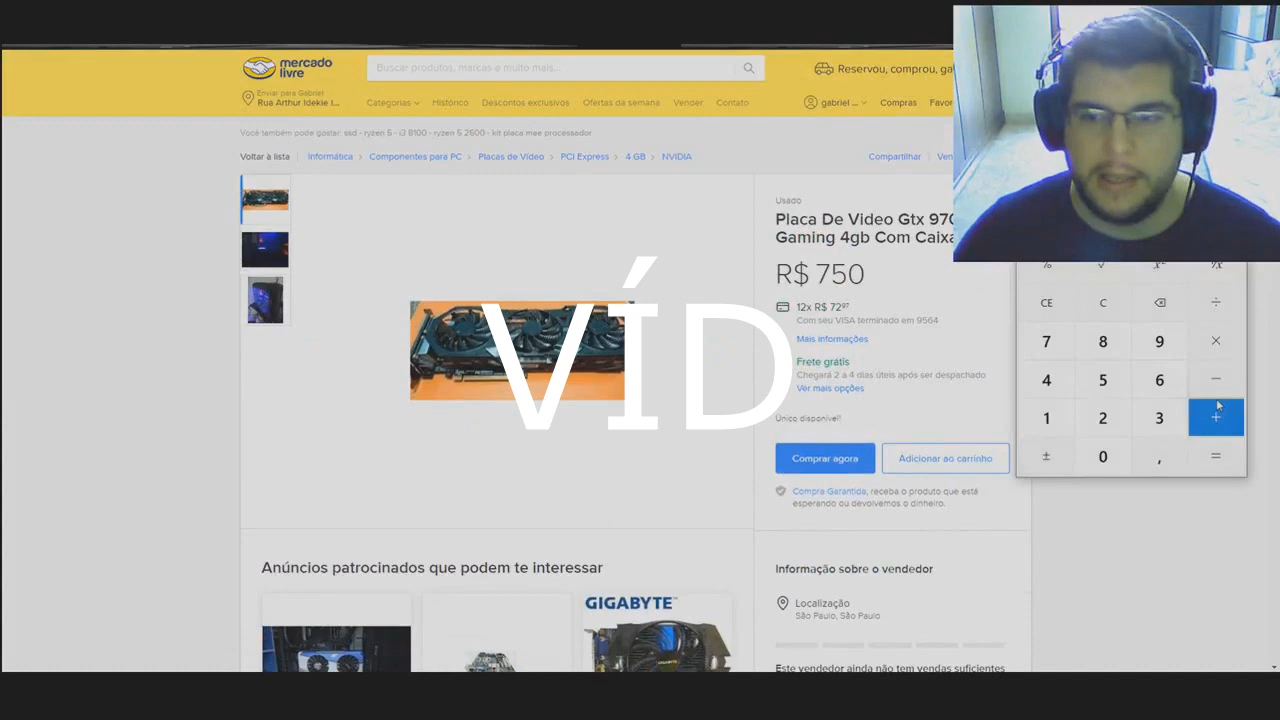 mercado
livre
Buscar produtos, marcas e muito mais...
Reservou, comprou, ga
Enviar para Gabriel
Rua Arthur Idekie I...
Categorias
Histórico
Descontos exclusivos
Ofertas da semana
Vender
Contato
gabriel ...
Compras
Favor
Você também pode gostar: ssd - ryzen 5 - i3 8100 - ryzen 5 2600 - kit placa mae processador
Voltar à lista
Informática
Componentes para PC
Placas de Vídeo
PCI Express
4 GB
NVIDIA
Compartilhar
Ven
Usado
Placa De Video Gtx 970
Gaming 4gb Com Caixa
R$ 750
12x R$ 72⁹⁷
Com seu VISA terminado em 9564
Mais informações
Frete grátis
Chegará 2 a 4 dias úteis após ser despachado
Ver mais opções
Único disponível!
Comprar agora
Adicionar ao carrinho
Compra Garantida, receba o produto que está
esperando ou devolvemos o dinheiro.
VÍD
CE C ⌫ ÷
7 8 9 ×
4 5 6 −
1 2 3 +
± 0 , =
Anúncios patrocinados que podem te interessar
GIGABYTE™
GIGABYTE
Informação sobre o vendedor
Localização
São Paulo, São Paulo
Este vendedor ainda não tem vendas suficientes